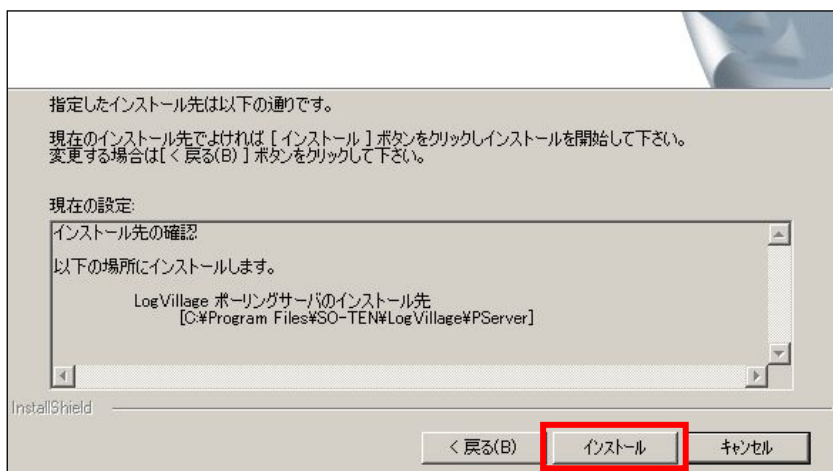 指定したインストール先は以下の通りです。
現在のインストール先でよければ [ インストール ] ボタンをクリックしインストールを開始して下さい。
変更する場合は[ < 戻る(B) ] ボタンをクリックして下さい。
現在の設定:
インストール先の確認
以下の場所にインストールします。
LogVillage ポーリングサーバのインストール先
[C:¥Program Files¥SO-TEN¥LogVillage¥PServer]
InstallShield
< 戻る(B)
インストール
キャンセル